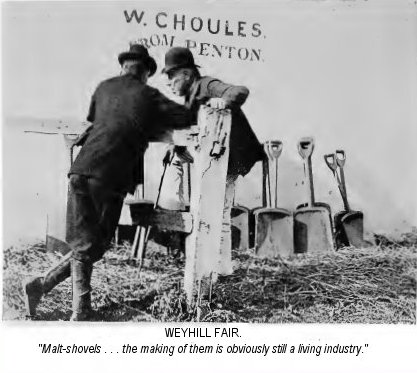 W. CHOULES.
FROM PENTON.
WEYHILL FAIR.
"Malt-shovels . . . the making of them is obviously still a living industry."